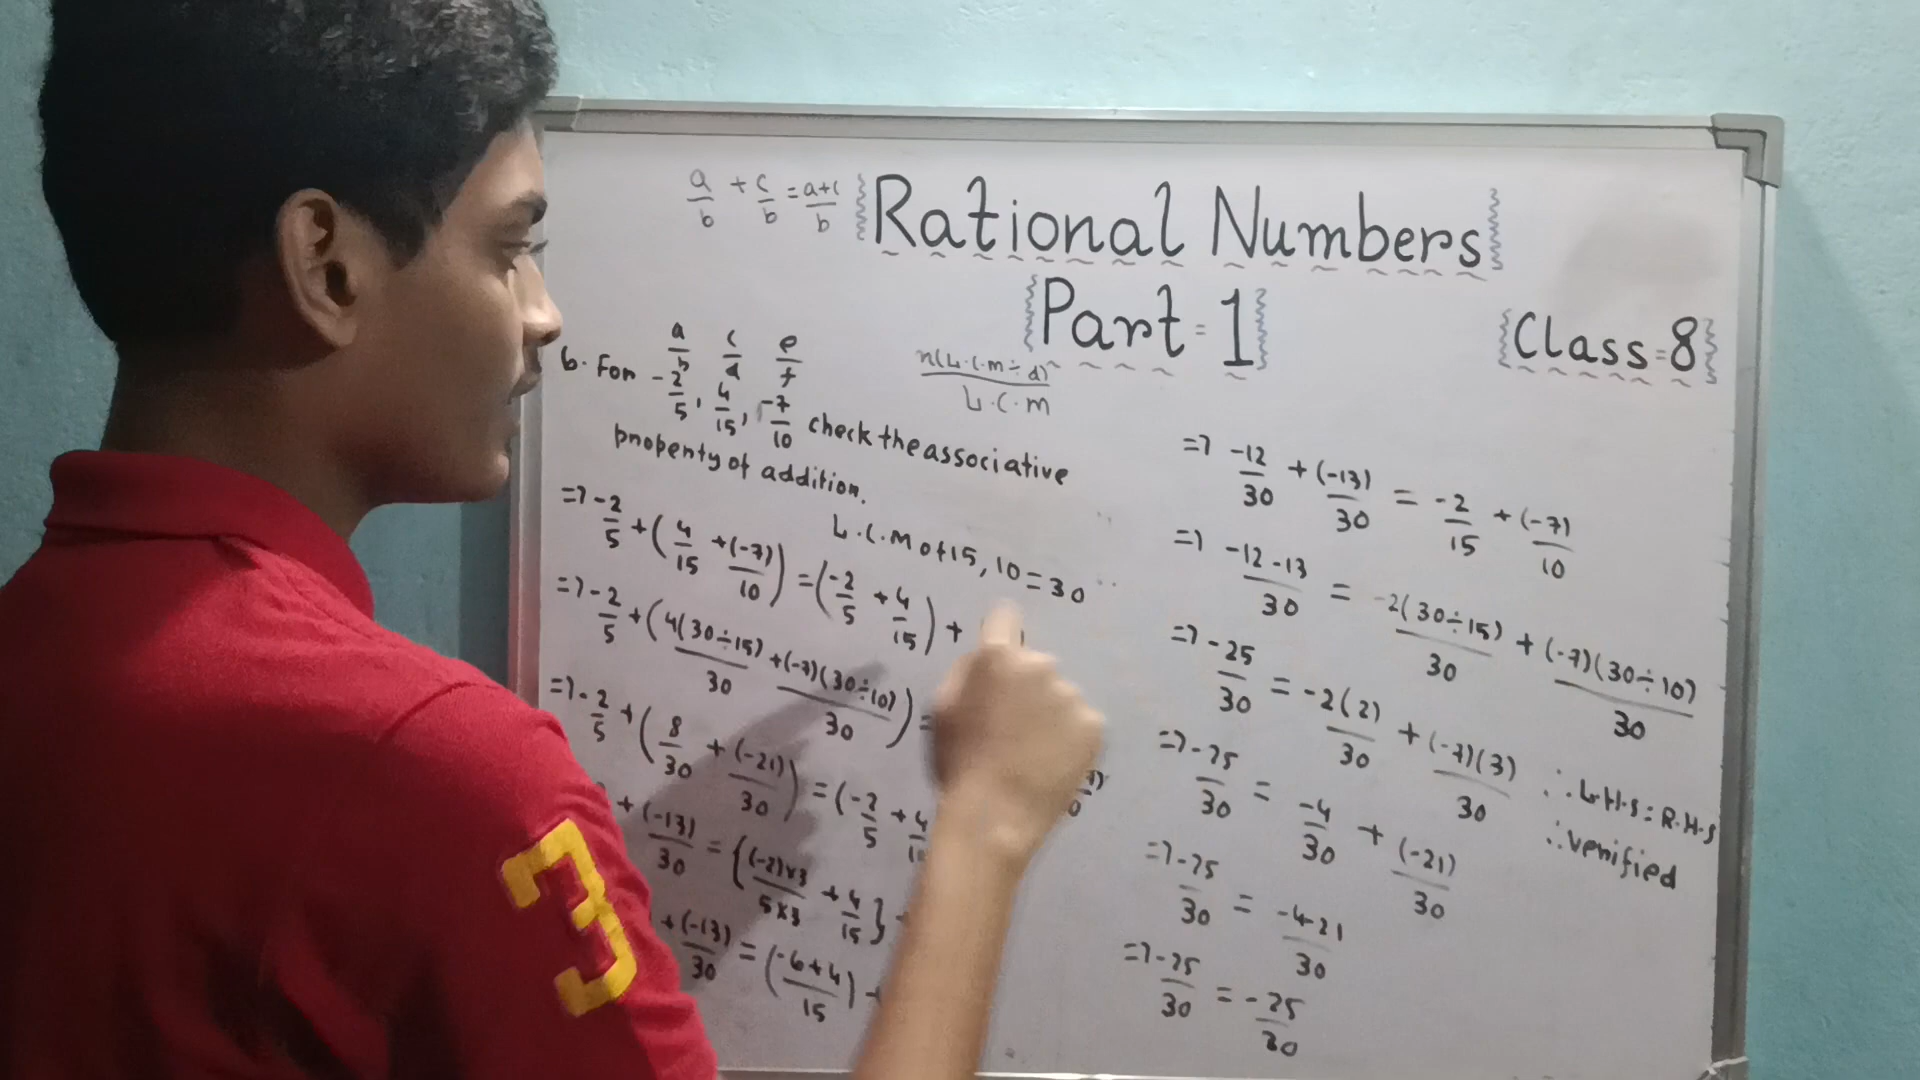 a/b + c/b = a+c/b
Rational Numbers
Part = 1
Class = 8
a/b c/d e/f
n(L.C.m ÷ d)/L.C.M
6. For -2/5, 4/15, -7/10 check the associative
property of addition.
L.C.M of 15, 10 = 30
=> -2/5 + (4/15 + (-7)/10) = (-2/5 + 4/15) +
=> -2/5 + (4(30÷15)/30 + (-7)(30÷10)/30) =
=> -2/5 + (8/30 + (-21)/30) = (-2/5 + 4/
+ (-13)/30 = {(-2)×3/5×3 + 4/15}
+ (-13)/30 = (-6+4/15) +
=> -12/30 + (-13)/30 = -2/15 + (-7)/10
=> -12-13/30 = -2(30÷15)/30 + (-7)(30÷10)/30
=> -25/30 = -2(2)/30 + (-7)(3)/30
=> -25/30 = -4/30 + (-21)/30
=> -25/30 = -4-21/30
=> -25/30 = -25/30
∴ L.H.S = R.H.S
∴ verified
3